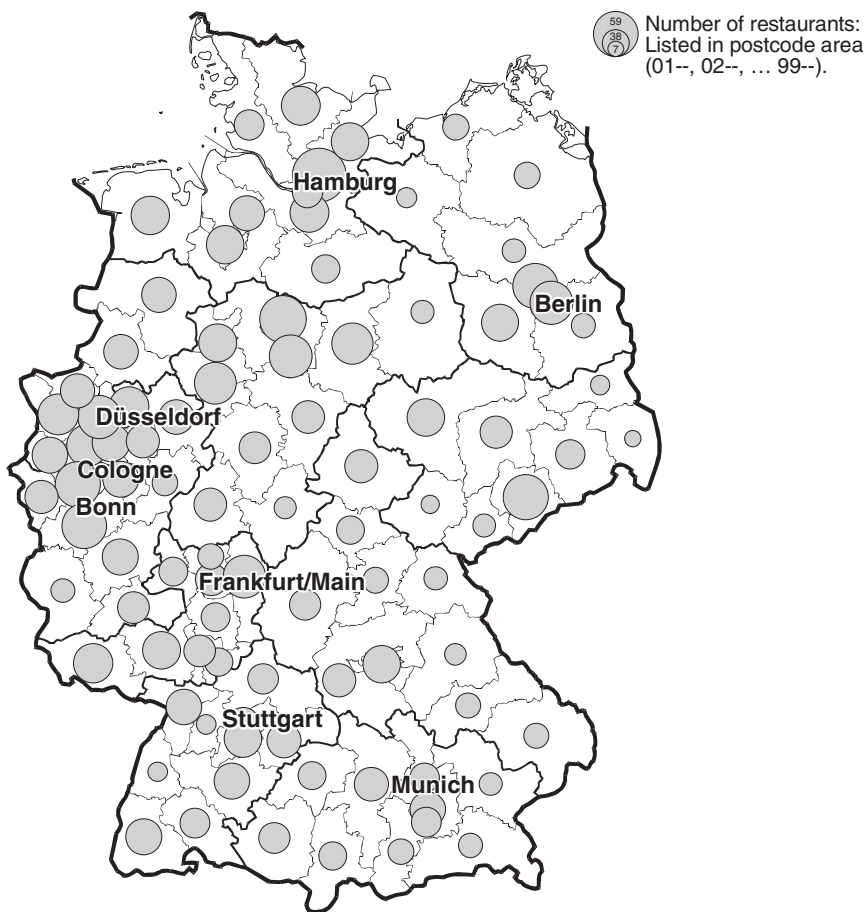 59
38
7
Number of restaurants:
Listed in postcode area
(01--, 02--, … 99--).
Hamburg
Berlin
Düsseldorf
Cologne
Bonn
Frankfurt/Main
Stuttgart
Munich